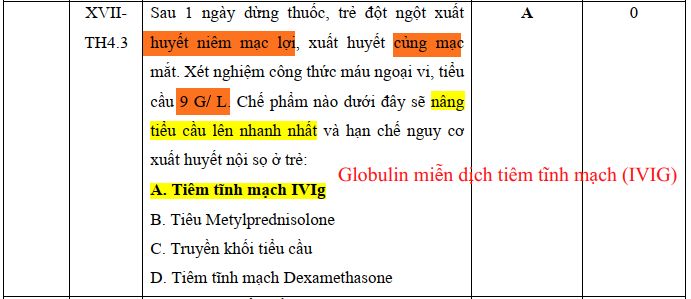 XVII-
TH4.3
Sau 1 ngày dừng thuốc, trẻ đột ngột xuất
huyết niêm mạc lợi, xuất huyết củng mạc
mắt. Xét nghiệm công thức máu ngoại vi, tiểu
cầu 9 G/ L. Chế phẩm nào dưới đây sẽ nâng
tiểu cầu lên nhanh nhất và hạn chế nguy cơ
xuất huyết nội sọ ở trẻ:
A. Tiêm tĩnh mạch IVIg
B. Tiêu Metylprednisolone
C. Truyền khối tiểu cầu
D. Tiêm tĩnh mạch Dexamethasone
A
0
Globulin miễn dịch tiêm tĩnh mạch (IVIG)